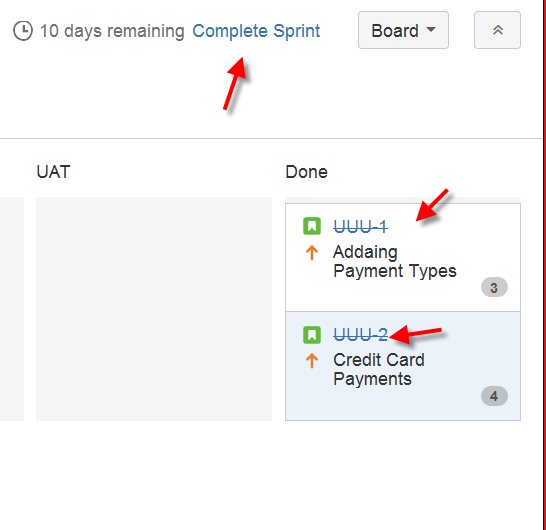 10 days remaining Complete Sprint Board
UAT
Done
UUU-1
Addaing
Payment Types
3
UUU-2
Credit Card
Payments
4